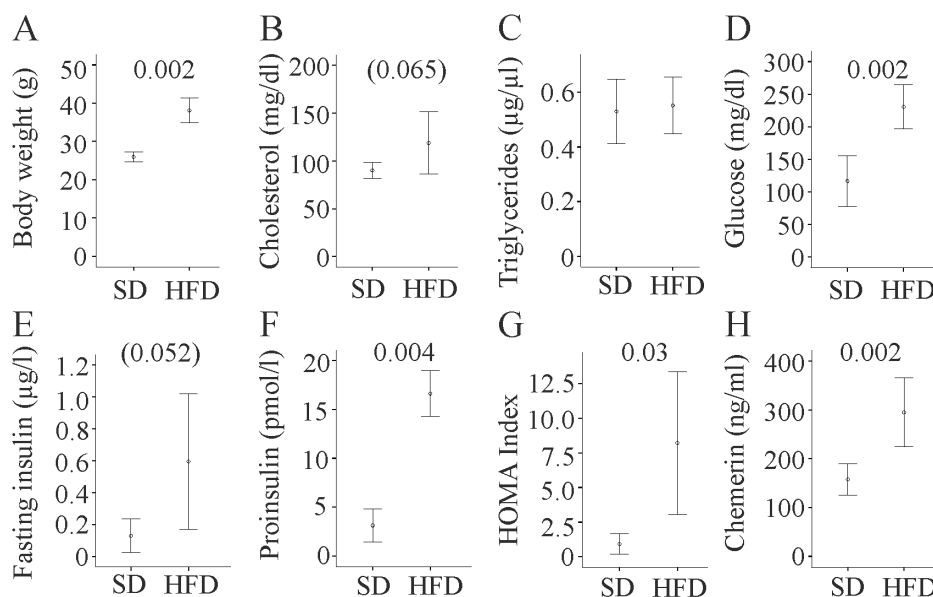 A
Body weight (g)
50
40
30
20
10
0
0.002
SD HFD
B
Cholesterol (mg/dl)
200
150
100
50
0
(0.065)
SD HFD
C
Triglycerides (µg/µl)
0.6
0.4
0.2
0
SD HFD
D
Glucose (mg/dl)
300
250
200
150
100
50
0
0.002
SD HFD
E
Fasting insulin (µg/l)
1.2
1.0
0.8
0.6
0.4
0.2
0
(0.052)
SD HFD
F
Proinsulin (pmol/l)
20
15
10
5
0
0.004
SD HFD
G
HOMA Index
12.5
10.0
7.5
5.0
2.5
0
0.03
SD HFD
H
Chemerin (ng/ml)
400
300
200
100
0
0.002
SD HFD